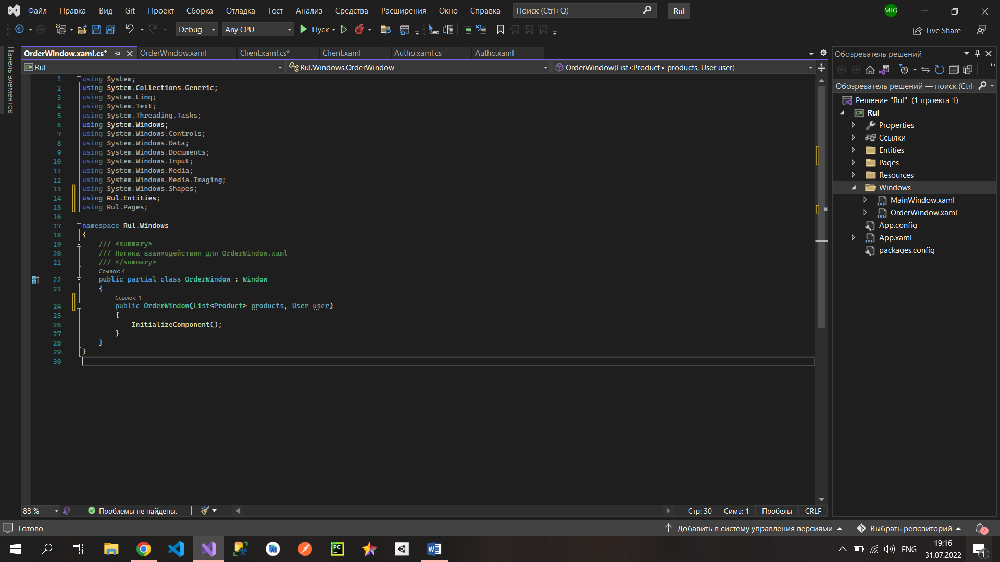 Файл Правка Вид Git Проект Сборка Отладка Тест Анализ Средства Расширения Окно Справка Поиск (Ctrl+Q) Rul МЮ
Debug Any CPU Пуск Live Share
Панель элементов
OrderWindow.xaml.cs* OrderWindow.xaml Client.xaml.cs* Client.xaml Autho.xaml.cs Autho.xaml
Rul Rul.Windows.OrderWindow OrderWindow(List<Product> products, User user)
1 using System;
2 using System.Collections.Generic;
3 using System.Linq;
4 using System.Text;
5 using System.Threading.Tasks;
6 using System.Windows;
7 using System.Windows.Controls;
8 using System.Windows.Data;
9 using System.Windows.Documents;
10 using System.Windows.Input;
11 using System.Windows.Media;
12 using System.Windows.Media.Imaging;
13 using System.Windows.Shapes;
14 using Rul.Entities;
15 using Rul.Pages;
16
17 namespace Rul.Windows
18 {
19 /// <summary>
20 /// Логика взаимодействия для OrderWindow.xaml
21 /// </summary>
Ссылок: 4
22 public partial class OrderWindow : Window
23 {
Ссылок: 1
24 public OrderWindow(List<Product> products, User user)
25 {
26 InitializeComponent();
27 }
28 }
29 }
30
Обозреватель решений
Обозреватель решений — поиск (Ctrl
Решение "Rul" (1 проекта 1)
Rul
Properties
Ссылки
Entities
Pages
Resources
Windows
MainWindow.xaml
OrderWindow.xaml
App.config
App.xaml
packages.config
83 % Проблемы не найдены. Стр: 30 Симв: 1 Пробелы CRLF
Готово Добавить в систему управления версиями Выбрать репозиторий 2
PC W ENG 19:16
31.07.2022 1